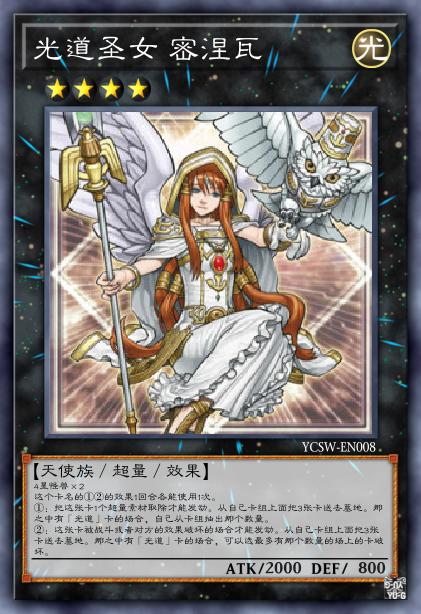 光道圣女 密涅瓦
光
YCSW-EN008
【天使族／超量／效果】
4星怪兽×2
这个卡名的①②的效果1回合各能使用1次。
①：把这张卡1个超量素材取除才能发动。从自己卡组上面把3张卡送去墓地。那
之中有「光道」卡的场合，自己从卡组抽出那个数量。
②：这张卡被战斗或者对方的效果破坏的场合才能发动。从自己卡组上面把3张
卡送去墓地。那之中有「光道」卡的场合，可以选最多有那个数量的场上的卡破
坏。
ATK/2000 DEF/ 800